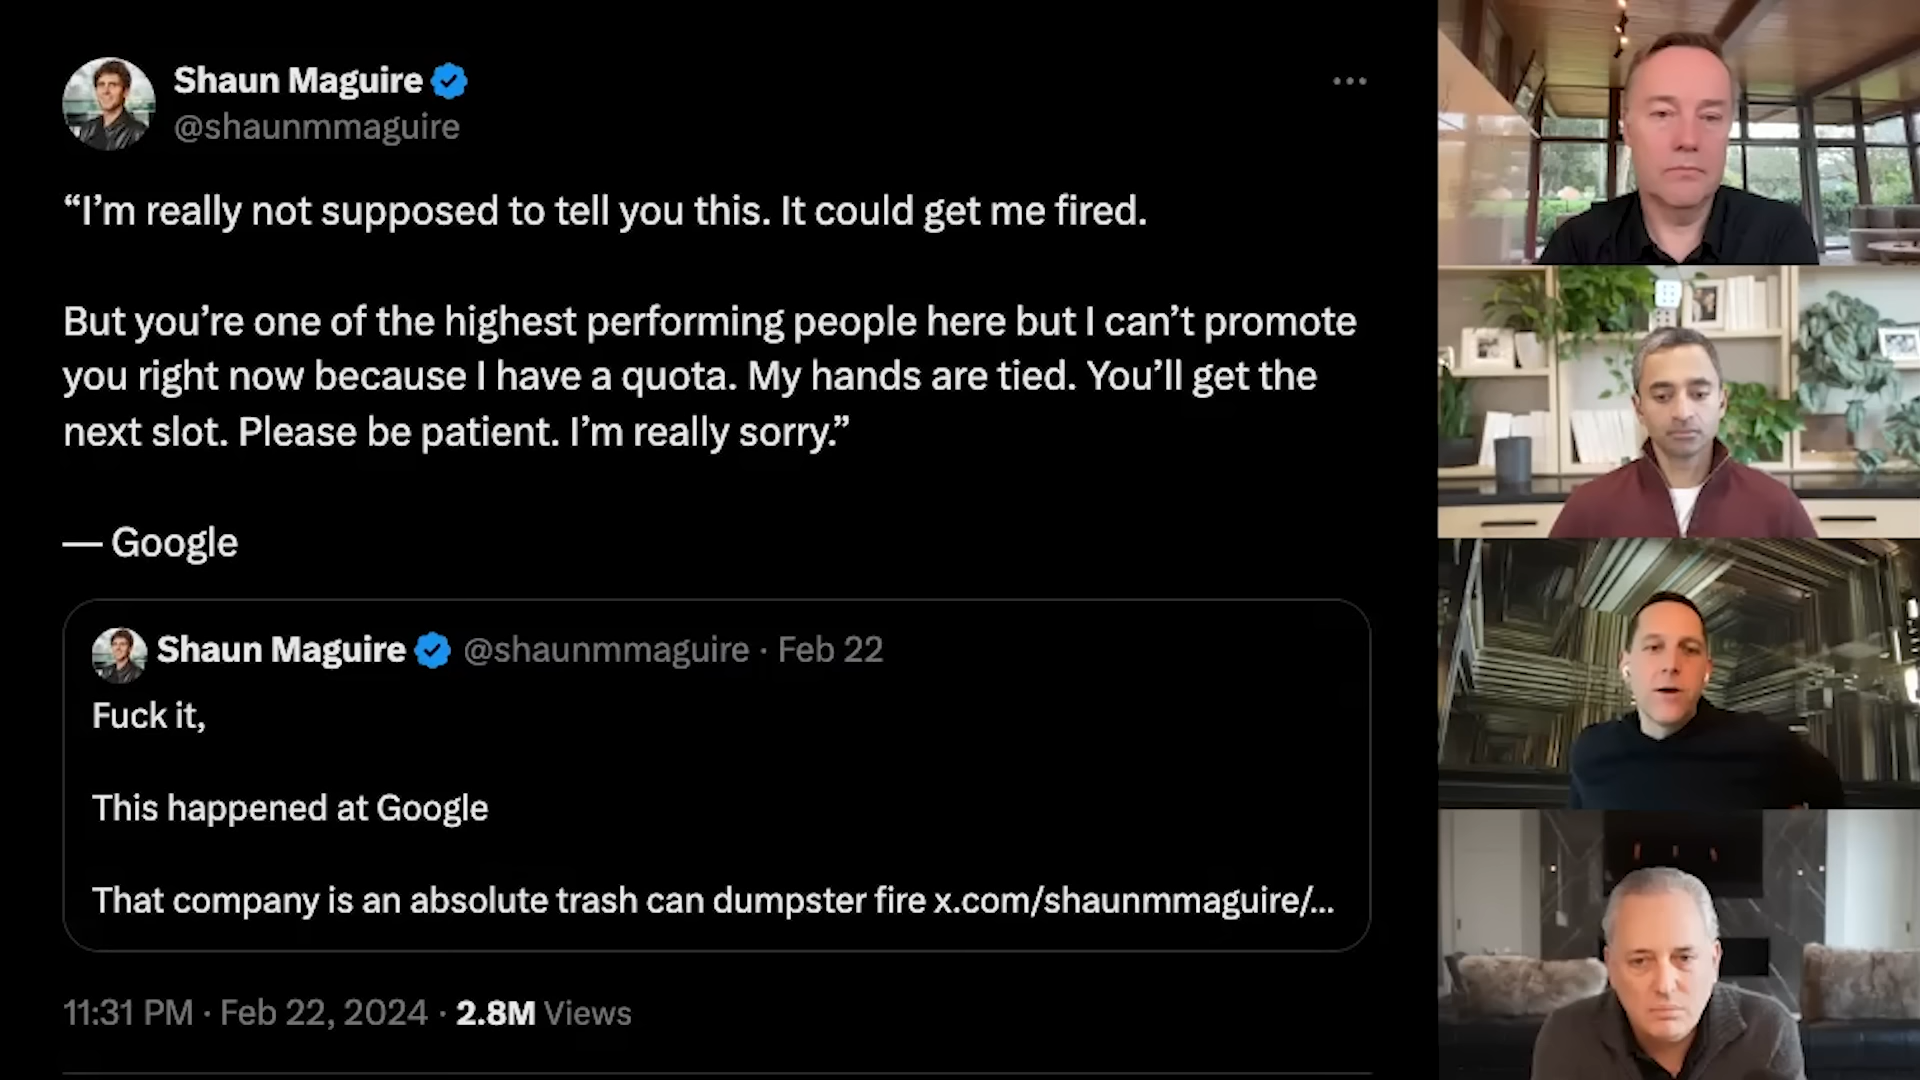 Shaun Maguire
@shaunmmaguire
“I’m really not supposed to tell you this. It could get me fired.
But you’re one of the highest performing people here but I can’t promote
you right now because I have a quota. My hands are tied. You’ll get the
next slot. Please be patient. I’m really sorry.”
— Google
Shaun Maguire @shaunmmaguire · Feb 22
Fuck it,
This happened at Google
That company is an absolute trash can dumpster fire x.com/shaunmmaguire/...
11:31 PM · Feb 22, 2024 · 2.8M Views